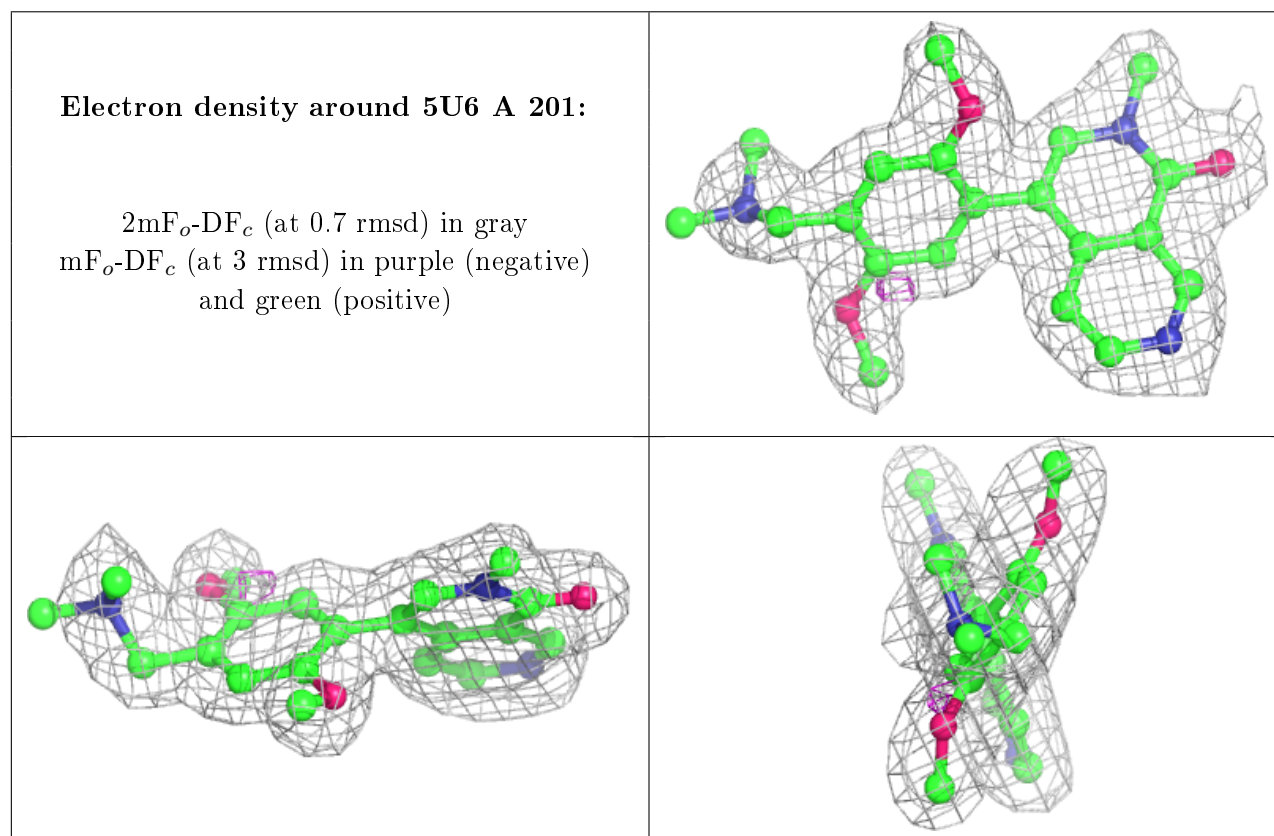 Electron density around 5U6 A 201:
2mFₒ-DF𝒸 (at 0.7 rmsd) in gray
mFₒ-DF𝒸 (at 3 rmsd) in purple (negative)
and green (positive)